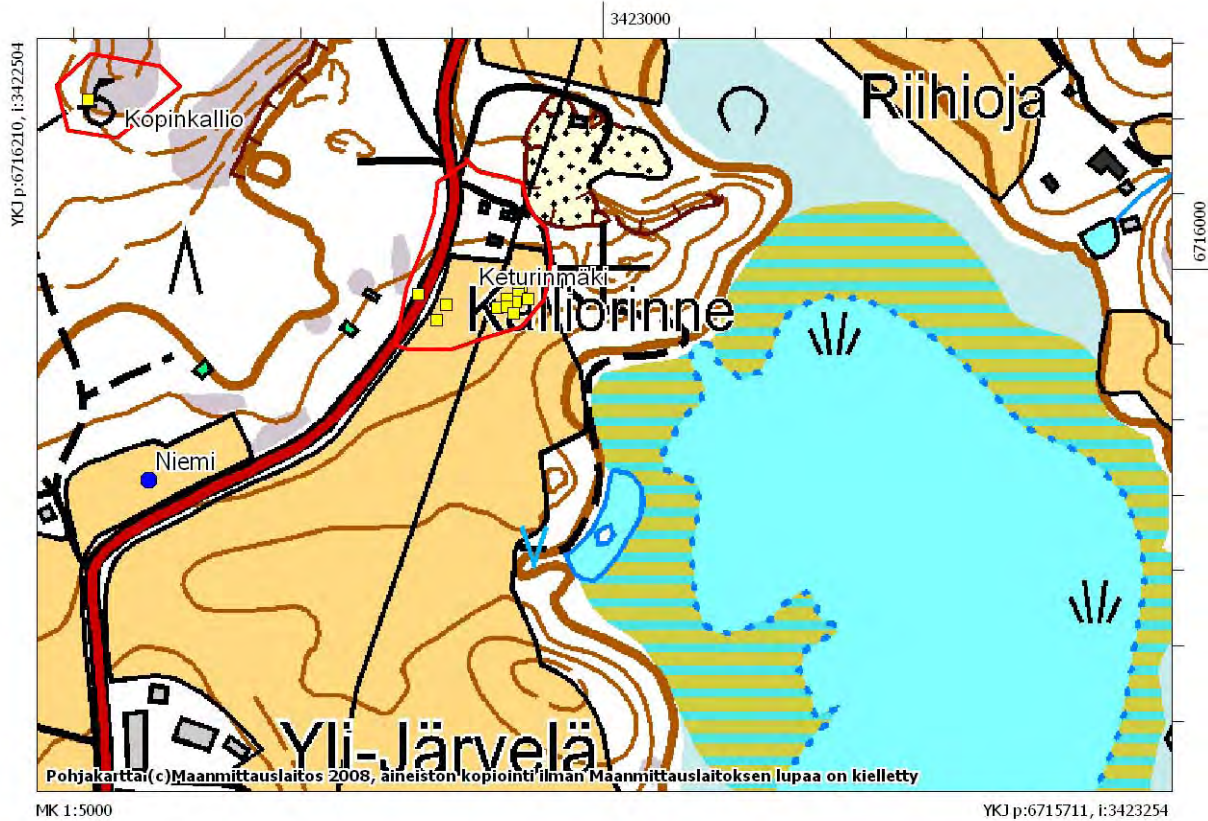 3423000
YKJ p:6716210, i:3422504
Kopinkallio
Riihioja
6716000
Keturinmäki
Kalliorinne
Niemi
Yli-Järvelä
Pohjakartta(c)Maanmittauslaitos 2008, aineiston kopiointi ilman Maanmittauslaitoksen lupaa on kielletty
MK 1:5000
YKJ p:6715711, i:3423254